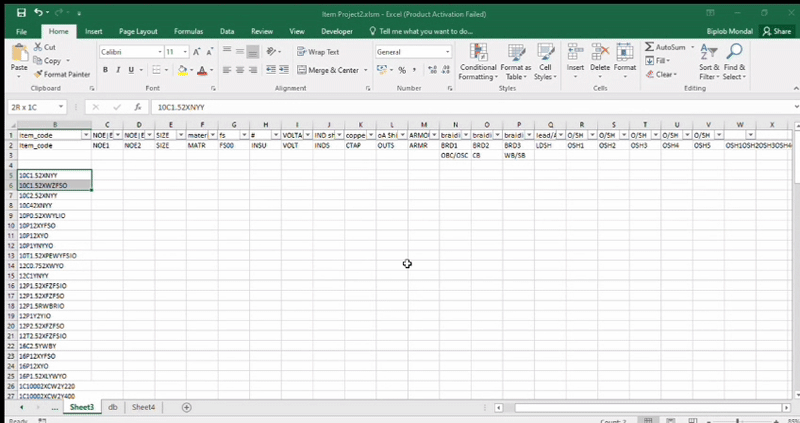 Item Project2.xlsm - Excel (Product Activation Failed)
File Home Insert Page Layout Formulas Data Review View Developer Tell me what you want to do... Biplob Mondal Share
Cut
Copy
Format Painter
Paste
Calibri 11
Wrap Text
Merge & Center
General
Conditional Formatting
Format as Table
Cell Styles
Insert Delete Format
AutoSum
Fill
Clear
Sort & Filter
Find & Select
Clipboard Font Alignment Number Styles Cells Editing
2R x 1C 10C1.52XNYY
B C D E F G H I J K L M N O P Q R S T U V W X
1 item_code NOE|E NOE|E SIZE mater fs # VOLTA IND sh coppe oA Shi ARMO braidi braidi braidi lead/ O/SH O/SH O/SH O/SH O/SH
2 Item_code NOE1 NOE2 SIZE MATR FS00 INSU VOLT INDS CTAP OUTS ARMR BRD1 BRD2 BRD3 LDSH OSH1 OSH2 OSH3 OSH4 OSH5 OSH1OSH2OSH3OSH4
3 OBC/OSC CB WB/SB
4
5 10C1.52XNYY
6 10C1.52XWZFSO
7 10C2.52XNYY
8 10C42XNYY
9 10P0.52XWYLIO
10 10P12XYFSO
11 10P12XYO
12 10P1YNYYO
13 10T1.52XPEWYFSIO
14 12C0.752XWYO
15 12C1YNYY
16 12P1.52XFZFSIO
17 12P1.52XFZFSO
18 12P1.5RWBRIO
19 12P1Y2YIO
20 12P2.52XFZFSO
21 12T2.52XFZFSIO
22 16C2.5YWBY
23 16P12XYFSO
24 16P12XYO
25 16P1.52XLYWYO
26 1C10002XCW2Y220
27 1C10002XCW2Y400
... Sheet3 db Sheet4
Ready Count: 2 85%